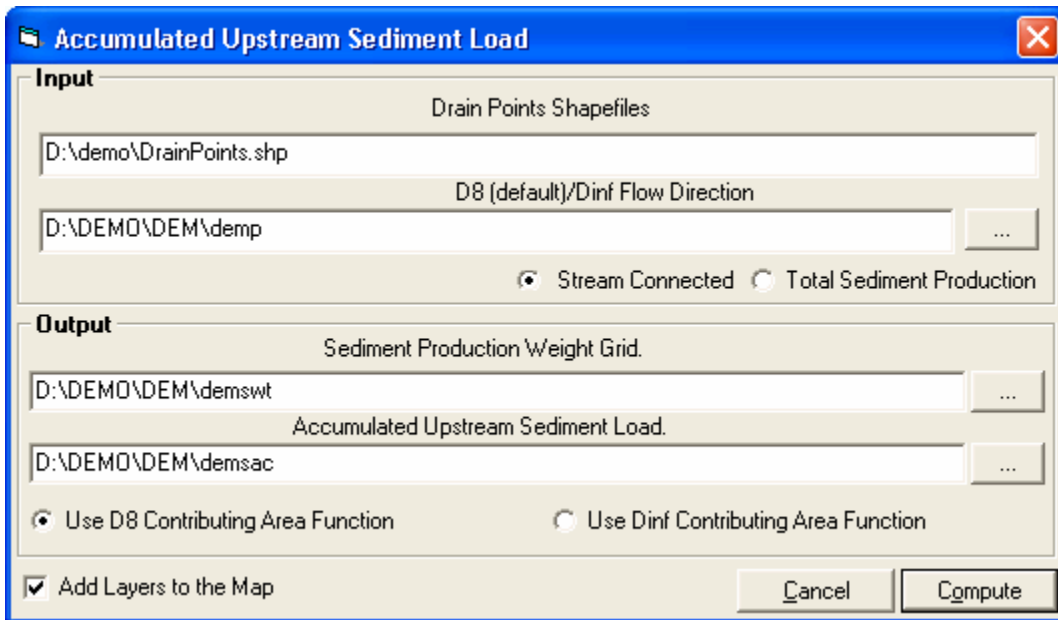 Accumulated Upstream Sediment Load
Input
Drain Points Shapefiles
D:\demo\DrainPoints.shp
D8 (default)/Dinf Flow Direction
D:\DEMO\DEM\demp
...
Stream Connected Total Sediment Production
Output
Sediment Production Weight Grid.
D:\DEMO\DEM\demswt
...
Accumulated Upstream Sediment Load.
D:\DEMO\DEM\demsac
...
Use D8 Contributing Area Function Use Dinf Contributing Area Function
Add Layers to the Map Cancel Compute